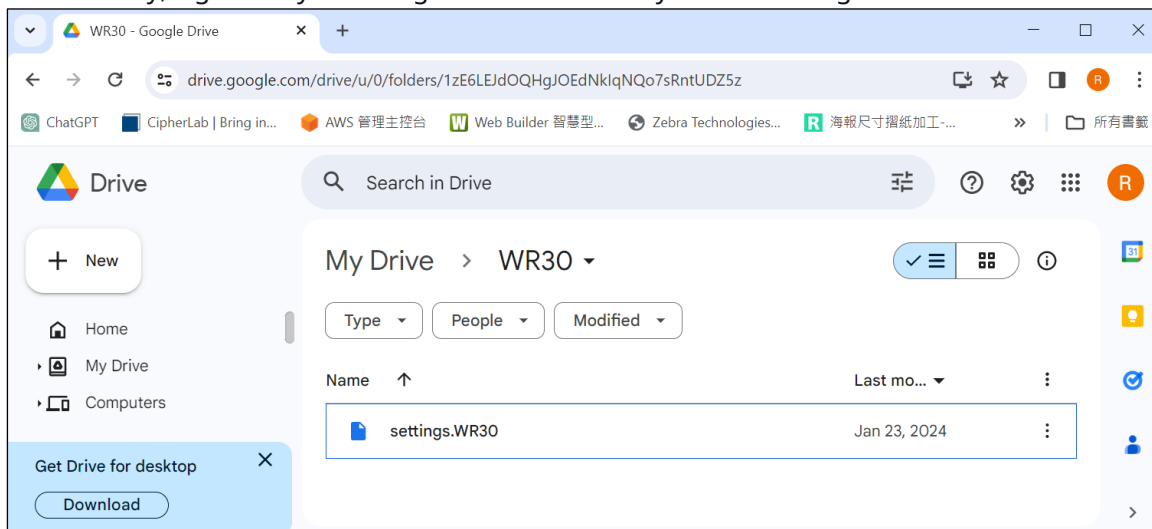 WR30 - Google Drive
drive.google.com/drive/u/0/folders/1zE6LEJdOQHgJOEdNklqNQo7sRntUDZ5z
R
ChatGPT CipherLab | Bring in... AWS 管理主控台 Web Builder 智慧型... Zebra Technologies... R 海報尺寸摺紙加工-... » 所有書籤
Drive Search in Drive R
New
My Drive > WR30
31
Type People Modified
Home
My Drive
Computers
Name Last mo...
settings.WR30 Jan 23, 2024
Get Drive for desktop
Download